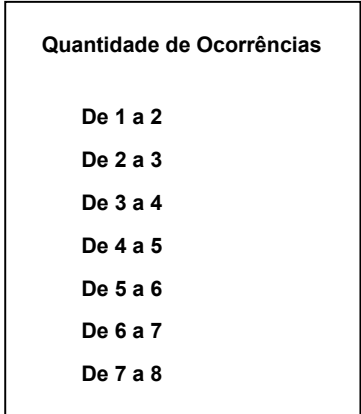 Quantidade de Ocorrências
De 1 a 2
De 2 a 3
De 3 a 4
De 4 a 5
De 5 a 6
De 6 a 7
De 7 a 8